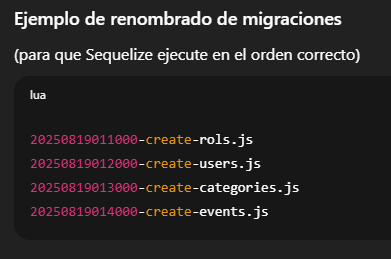 Ejemplo de renombrado de migraciones
(para que Sequelize ejecute en el orden correcto)
lua
20250819011000-create-rols.js
20250819012000-create-users.js
20250819013000-create-categories.js
20250819014000-create-events.js